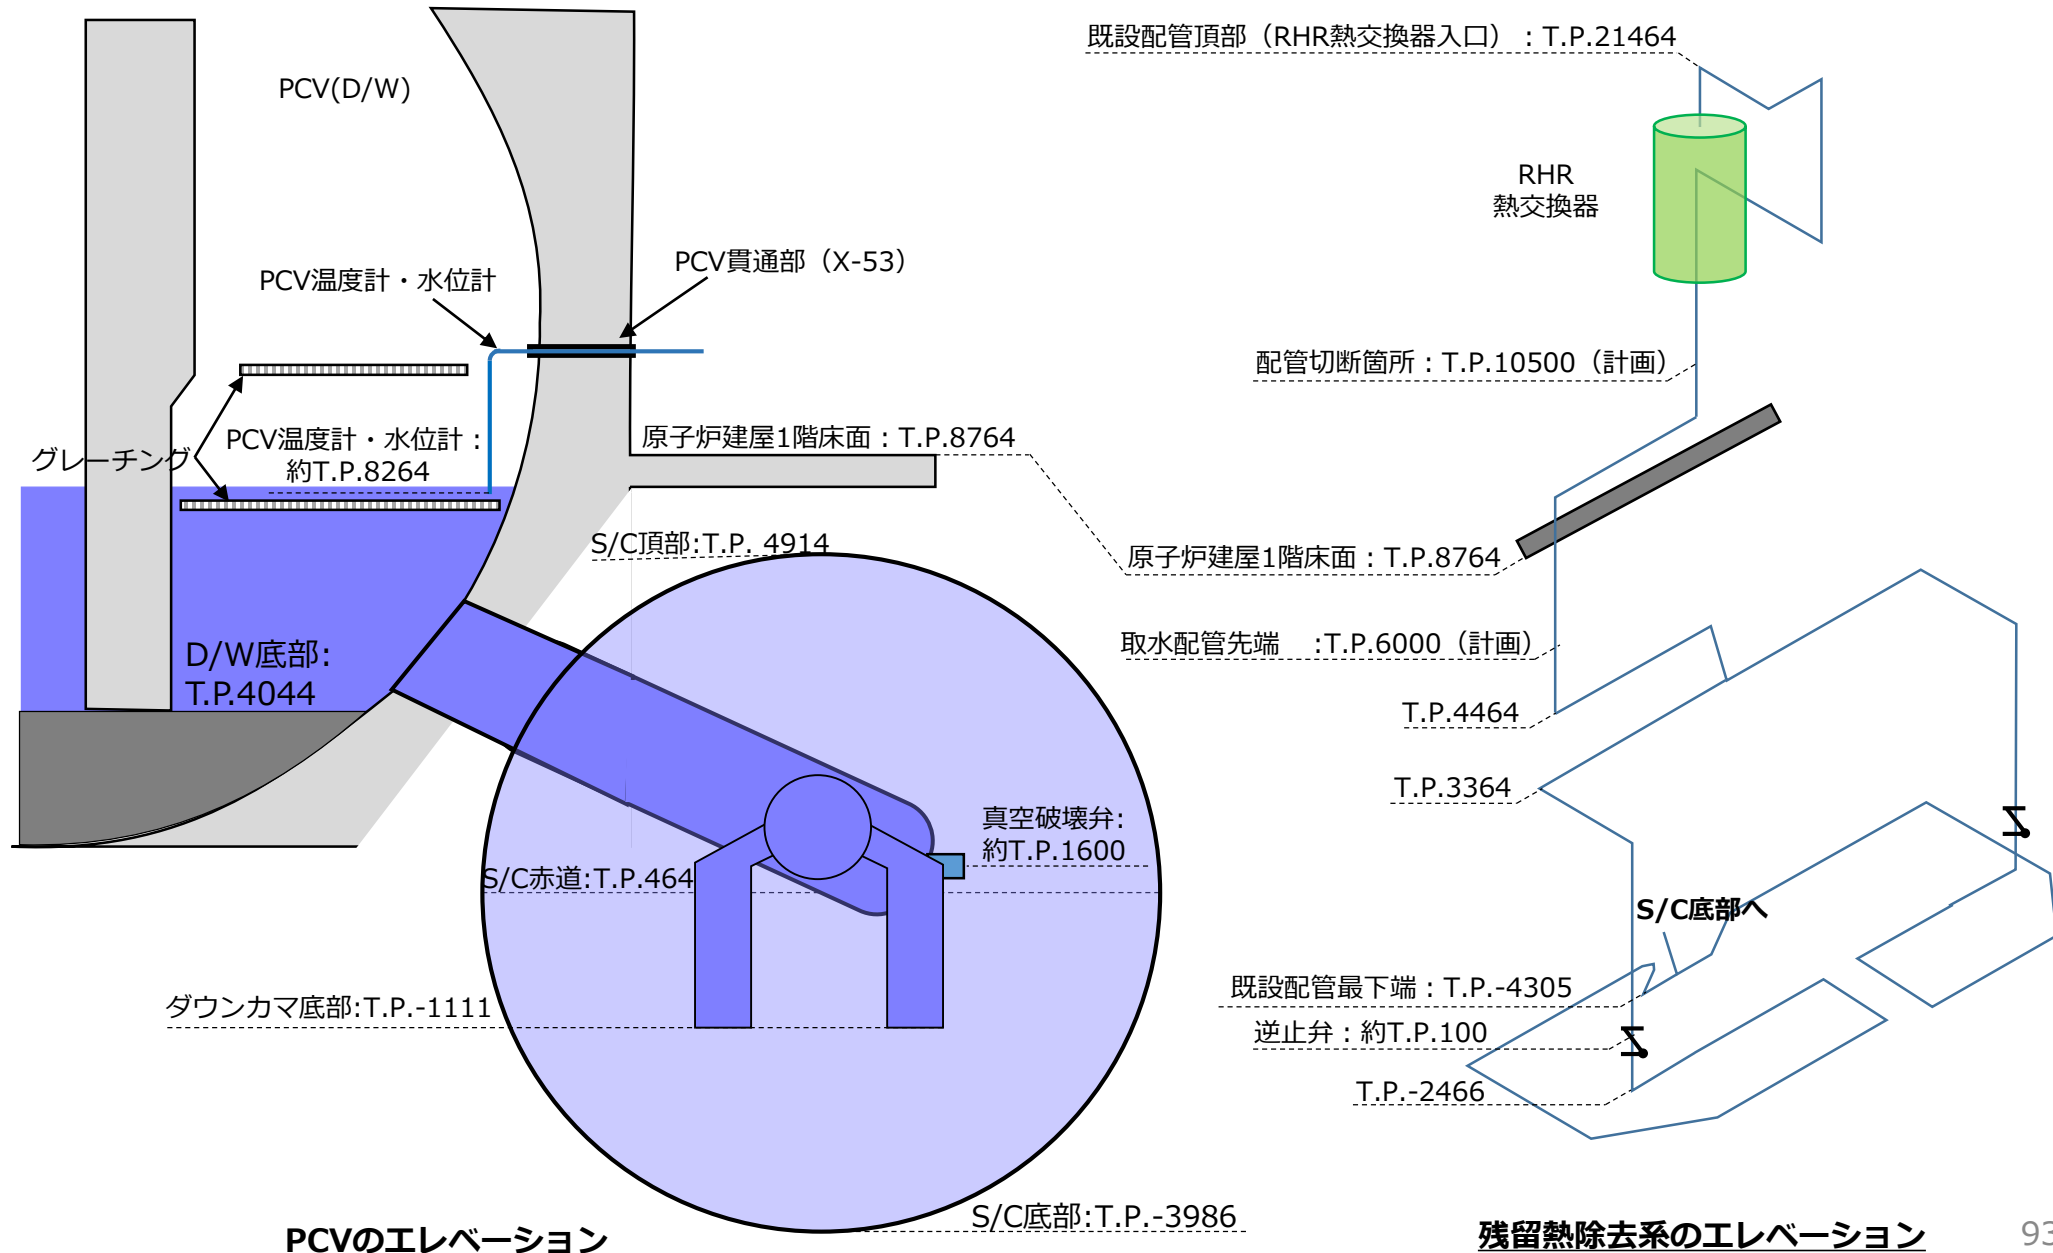 PCV(D/W)
PCV温度計・水位計
PCV貫通部（X-53）
グレーチング
PCV温度計・水位計：
約T.P.8264
原子炉建屋1階床面：T.P.8764
S/C頂部:T.P. 4914
D/W底部:
T.P.4044
真空破壊弁:
約T.P.1600
S/C赤道:T.P.464
ダウンカマ底部:T.P.-1111
S/C底部:T.P.-3986
PCVのエレベーション
既設配管頂部（RHR熱交換器入口）：T.P.21464
RHR
熱交換器
配管切断箇所：T.P.10500（計画）
原子炉建屋1階床面：T.P.8764
取水配管先端　:T.P.6000（計画）
T.P.4464
T.P.3364
S/C底部へ
既設配管最下端：T.P.-4305
逆止弁：約T.P.100
T.P.-2466
残留熱除去系のエレベーション
93